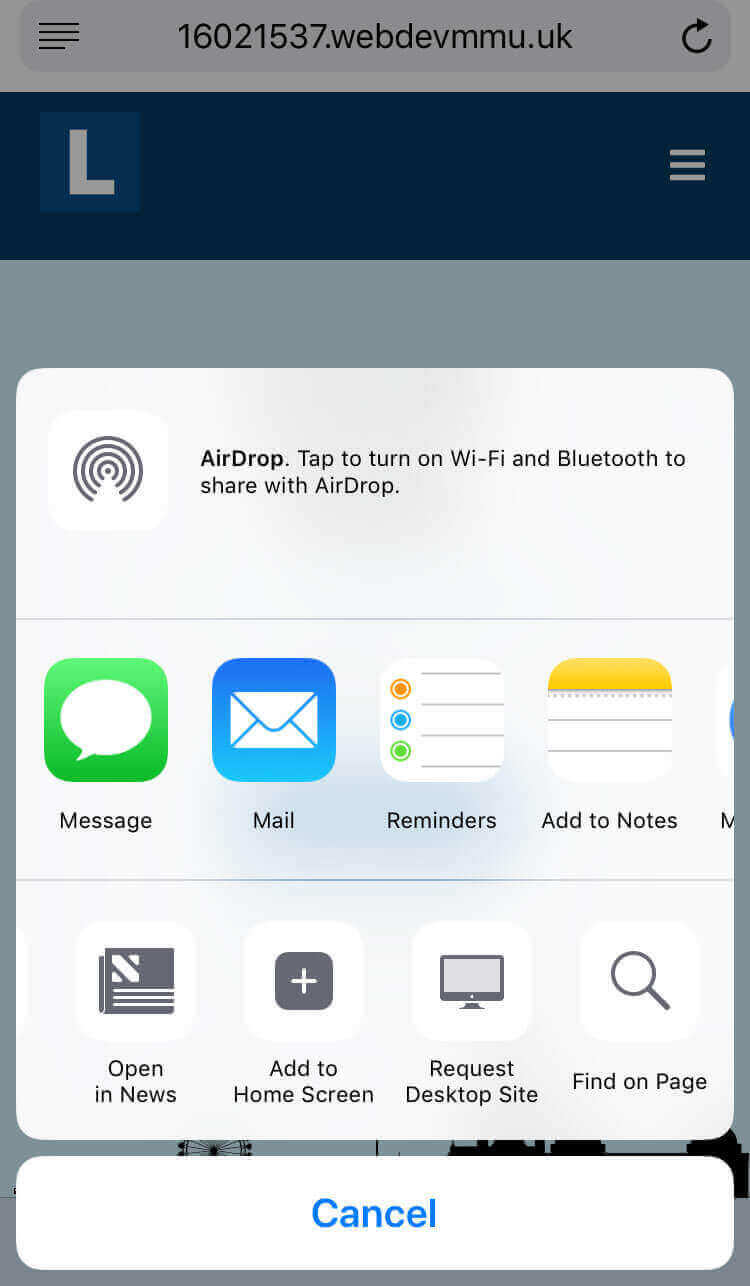 16021537.webdevmmu.uk
L
AirDrop. Tap to turn on Wi-Fi and Bluetooth to
share with AirDrop.
Message
Mail
Reminders
Add to Notes
M
Open
in News
Add to
Home Screen
Request
Desktop Site
Find on Page
Cancel